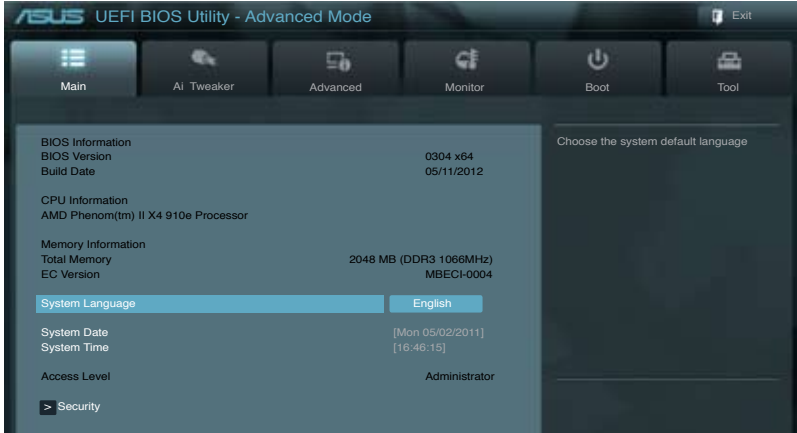 ASUS UEFI BIOS Utility - Advanced Mode Exit
Main Ai Tweaker Advanced Monitor Boot Tool
BIOS Information
BIOS Version 0304 x64
Build Date 05/11/2012
CPU Information
AMD Phenom(tm) II X4 910e Processor
Memory Information
Total Memory 2048 MB (DDR3 1066MHz)
EC Version MBECI-0004
System Language English
System Date [Mon 05/02/2011]
System Time [16:46:15]
Access Level Administrator
> Security
Choose the system default language